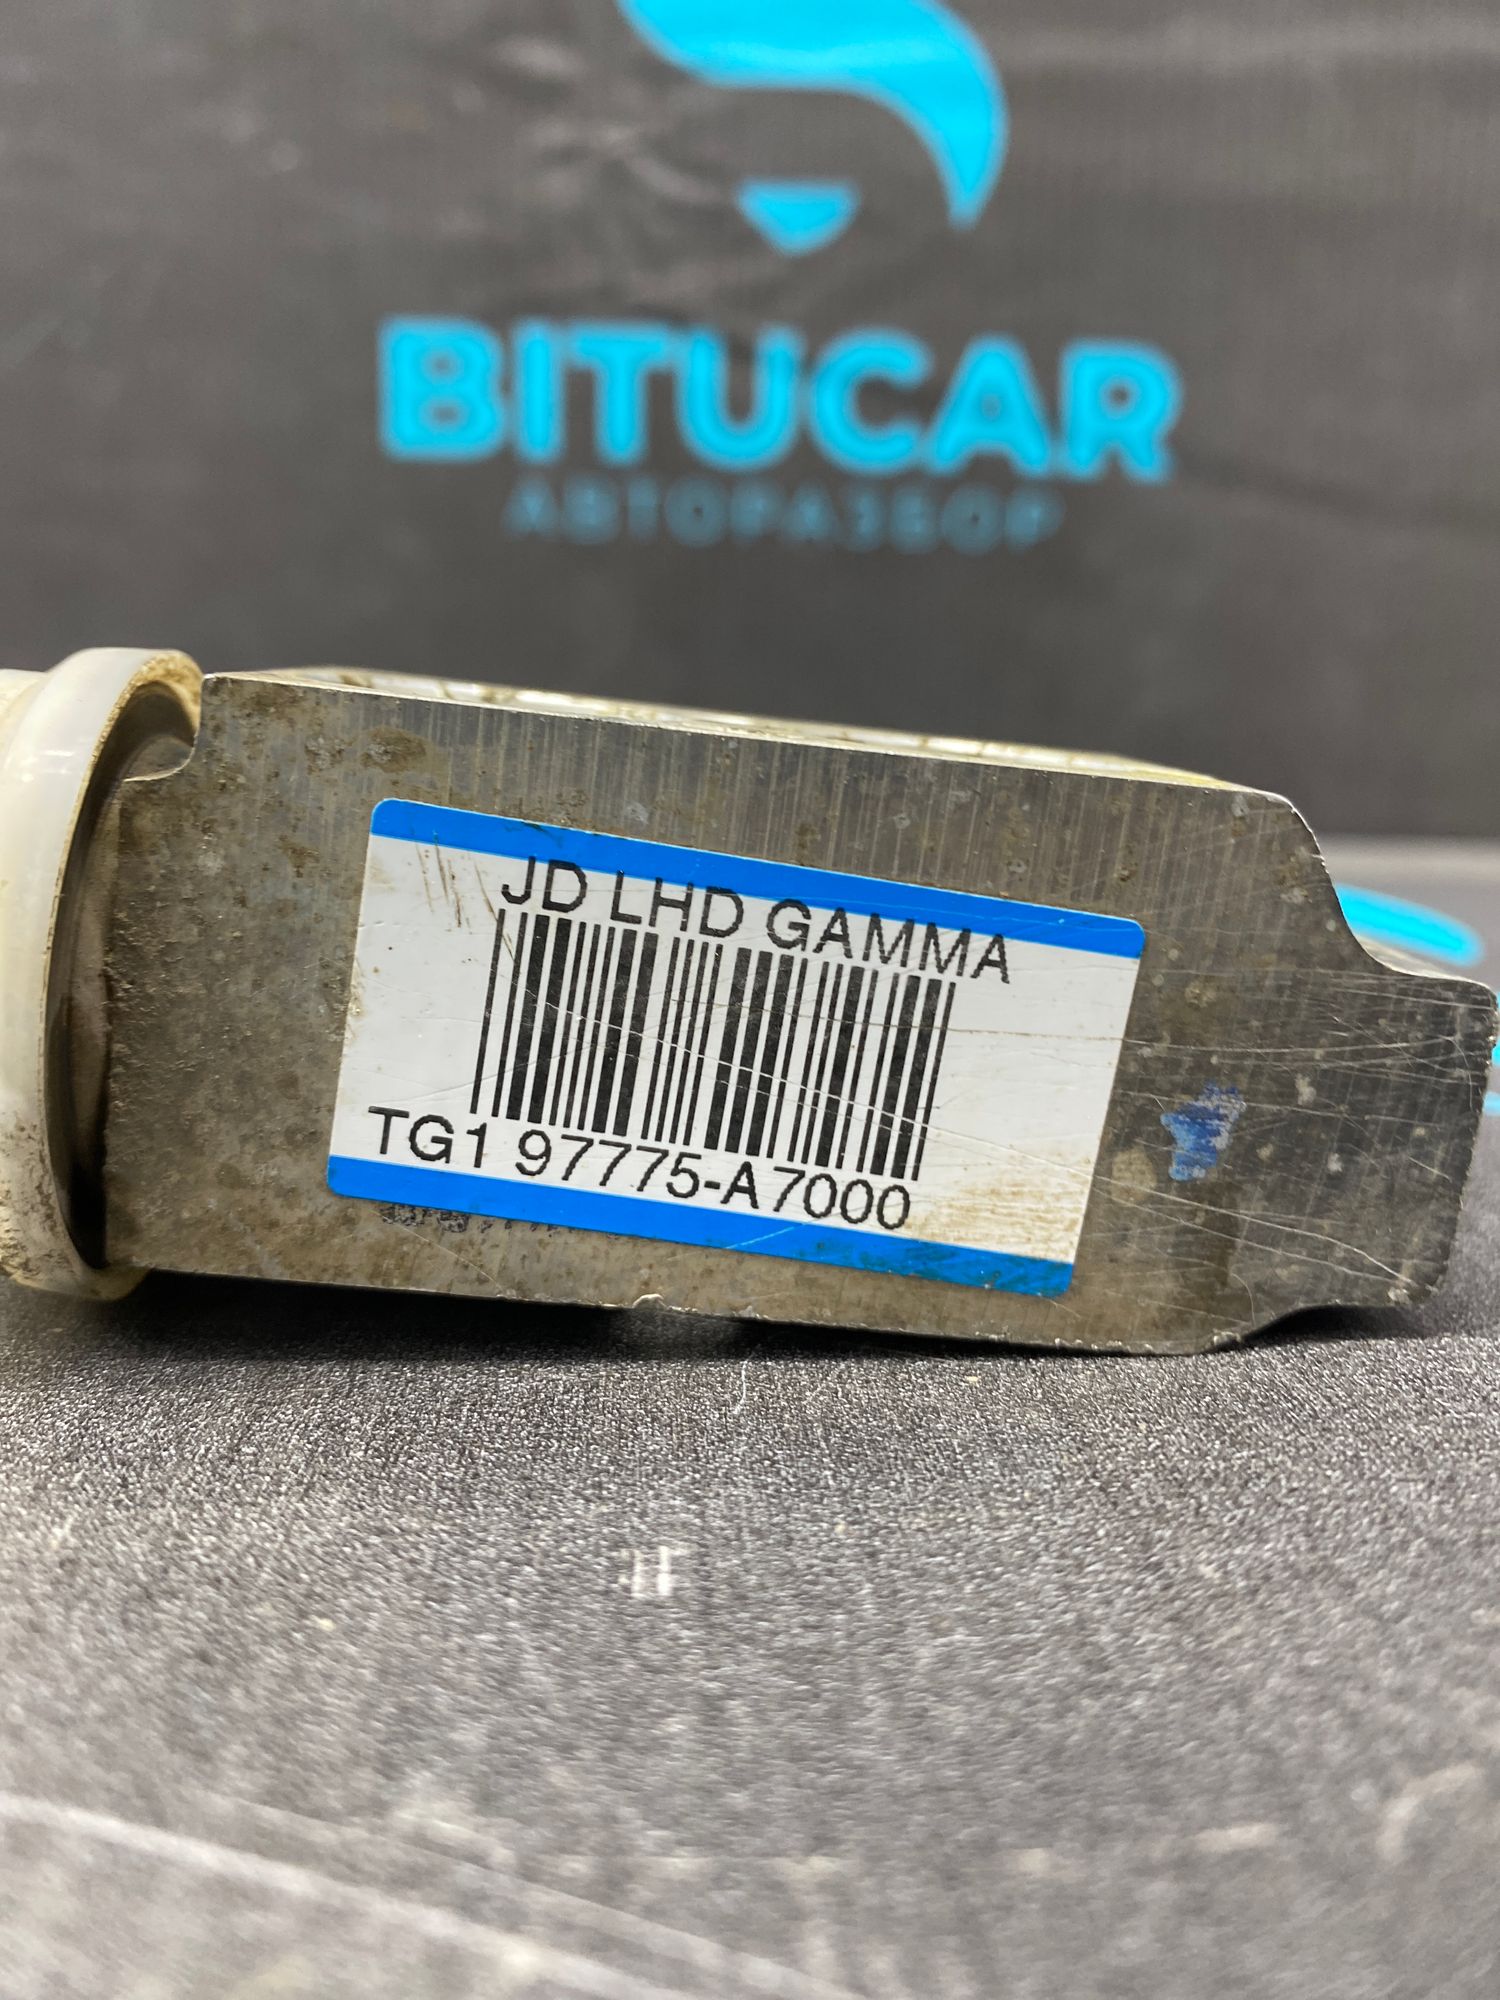 BITUCAR
АВТОРАЗБОР
JD LHD GAMMA
TG1 97775-A7000